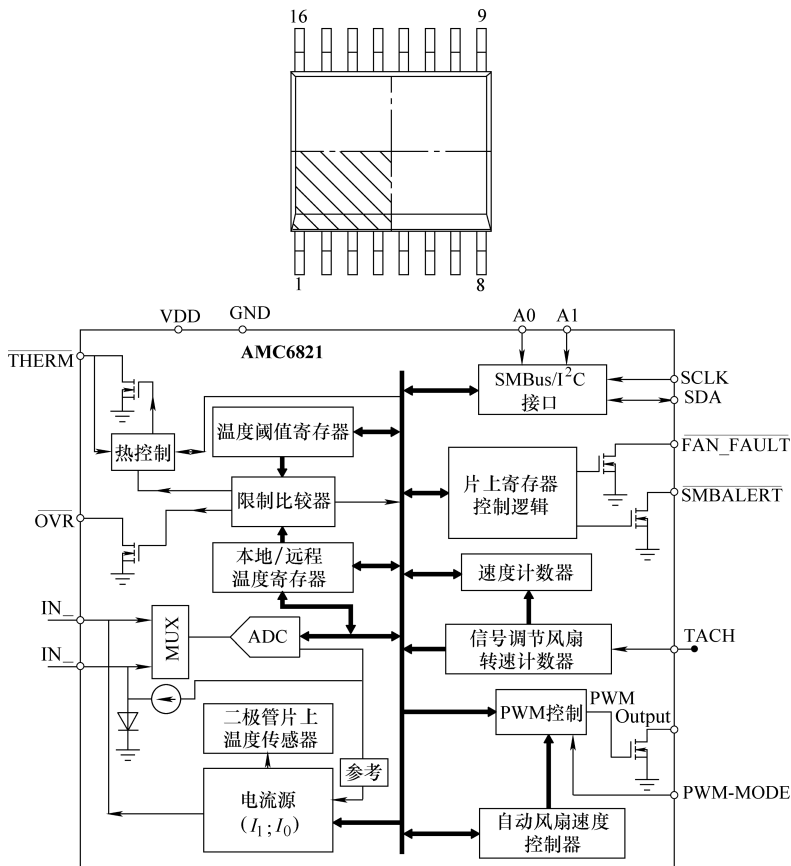 16
9
1
8
VDD
GND
A0
A1
AMC6821
THERM
SMBus/I²C
接口
SCLK
SDA
温度阈值寄存器
热控制
FAN_FAULT
片上寄存器
控制逻辑
限制比较器
SMBALERT
OVR
本地/远程
温度寄存器
速度计数器
IN_
MUX
ADC
信号调节风扇
转速计数器
TACH
IN_
PWM控制
PWM
Output
二极管片上
温度传感器
参考
电流源
(I₁;I₀)
PWM-MODE
自动风扇速度
控制器